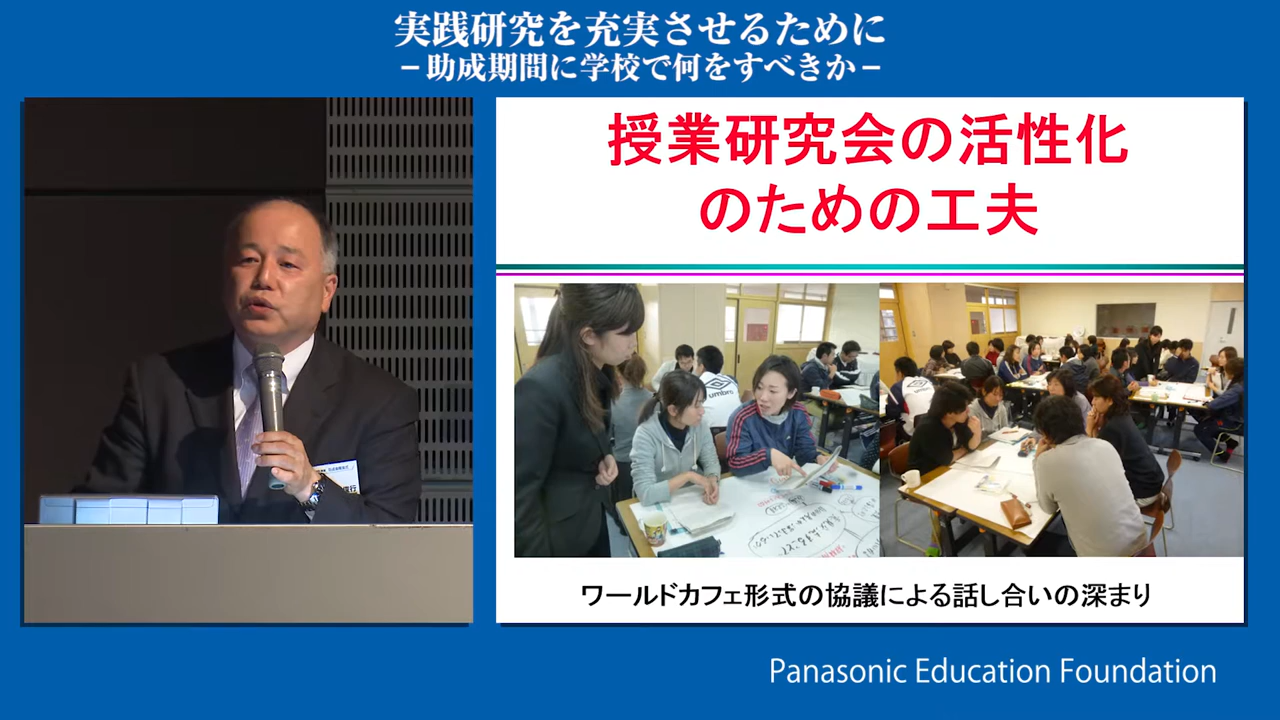 実践研究を充実させるために
－助成期間に学校で何をすべきか－
授業研究会の活性化
のための工夫
umbro
ワールドカフェ形式の協議による話し合いの深まり
Panasonic Education Foundation